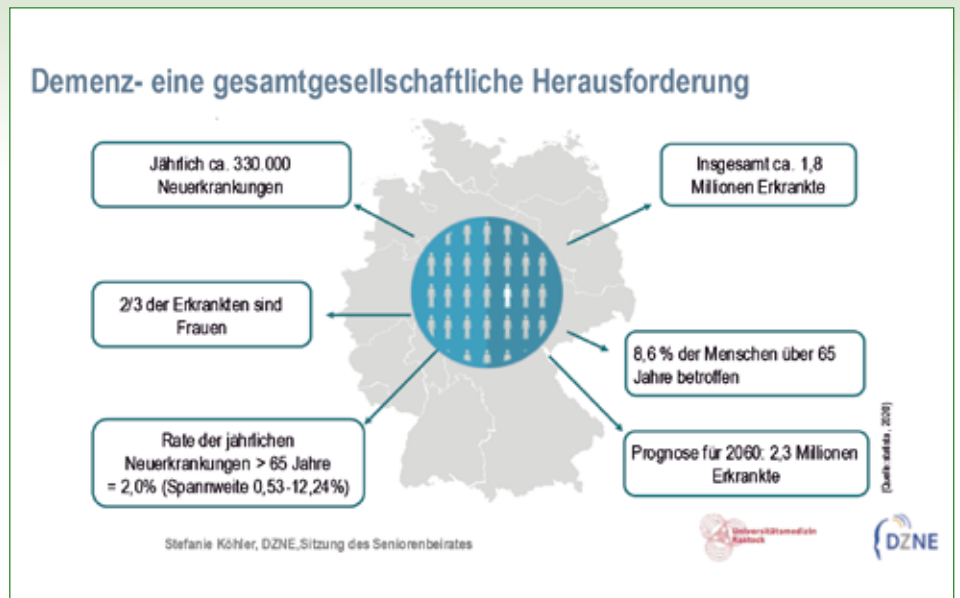 Demenz- eine gesamtgesellschaftliche Herausforderung
Jährlich ca. 330.000
Neuerkrankungen
Insgesamt ca. 1,8
Millionen Erkrankte
2/3 der Erkrankten sind
Frauen
8,6 % der Menschen über 65
Jahre betroffen
Rate der jährlichen
Neuerkrankungen > 65 Jahre
= 2,0% (Spannweite 0,53-12,24%)
Prognose für 2060: 2,3 Millionen
Erkrankte
(Quelle:statista, 2020)
Stefanie Köhler, DZNE,Sitzung des Seniorenbeirates
Universitätsmedizin
Rostock
DZNE